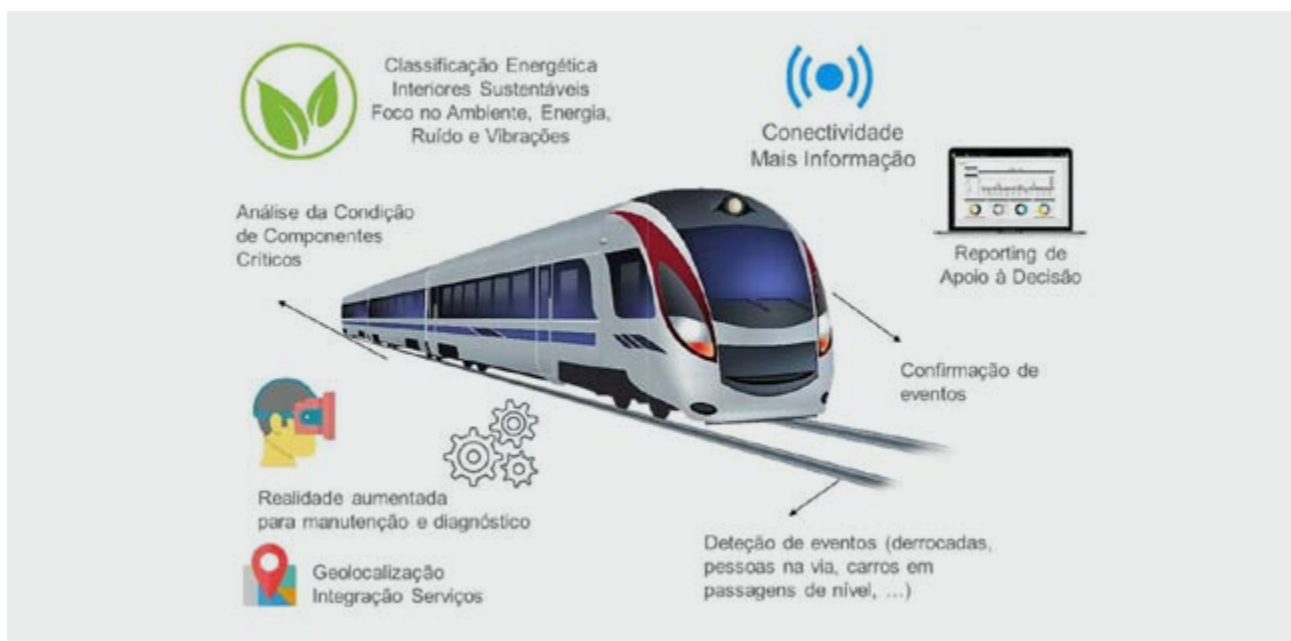 Classificação Energética
Interiores Sustentáveis
Foco no Ambiente, Energia,
Ruído e Vibrações
Conectividade
Mais Informação
Análise da Condição
de Componentes
Críticos
Reporting de
Apoio à Decisão
Confirmação de
eventos
Realidade aumentada
para manutenção e diagnóstico
Deteção de eventos (derrocadas,
pessoas na via, carros em
passagens de nível, ...)
Geolocalização
Integração Serviços